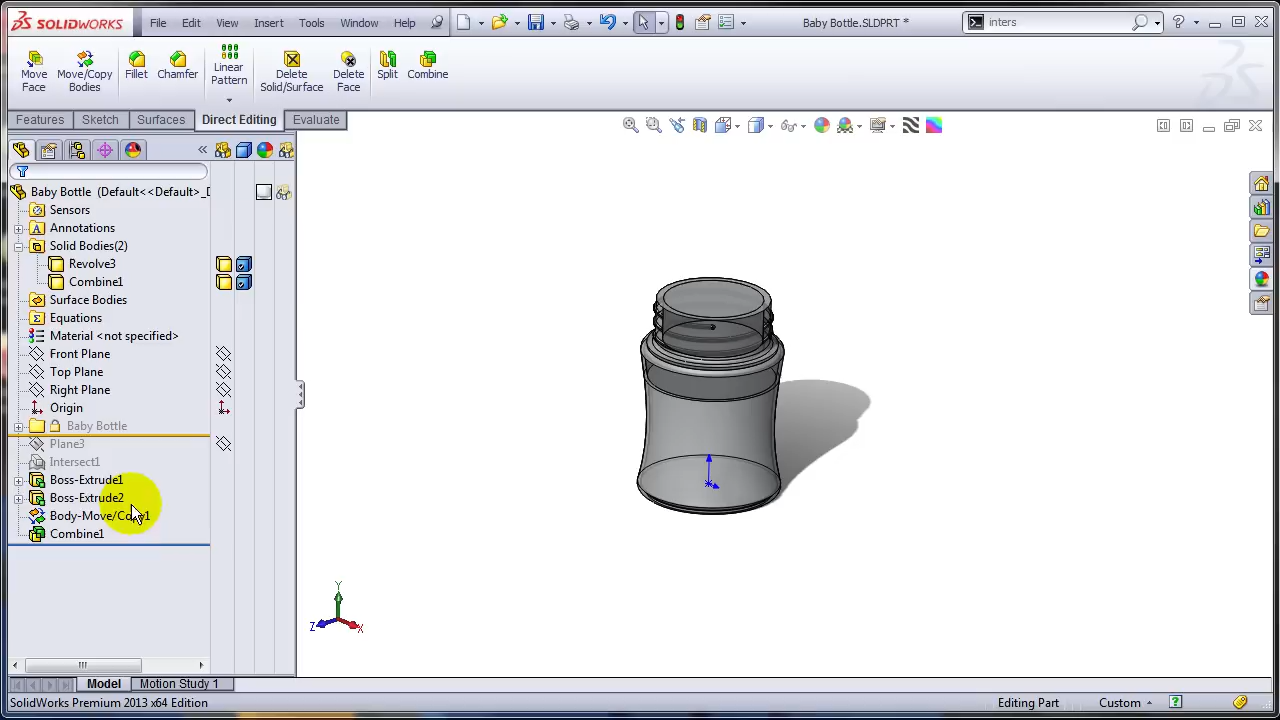 SOLIDWORKS
File Edit View Insert Tools Window Help
Baby Bottle.SLDPRT *
inters
Move Face
Move/Copy Bodies
Fillet
Chamfer
Linear Pattern
Delete Solid/Surface
Delete Face
Split
Combine
Features Sketch Surfaces Direct Editing Evaluate
Baby Bottle (Default<<Default>_D
Sensors
Annotations
Solid Bodies(2)
Revolve3
Combine1
Surface Bodies
Equations
Material <not specified>
Front Plane
Top Plane
Right Plane
Origin
Baby Bottle
Plane3
Intersect1
Boss-Extrude1
Boss-Extrude2
Body-Move/Copy1
Combine1
Y
Z
X
Model Motion Study 1
SolidWorks Premium 2013 x64 Edition
Editing Part
Custom